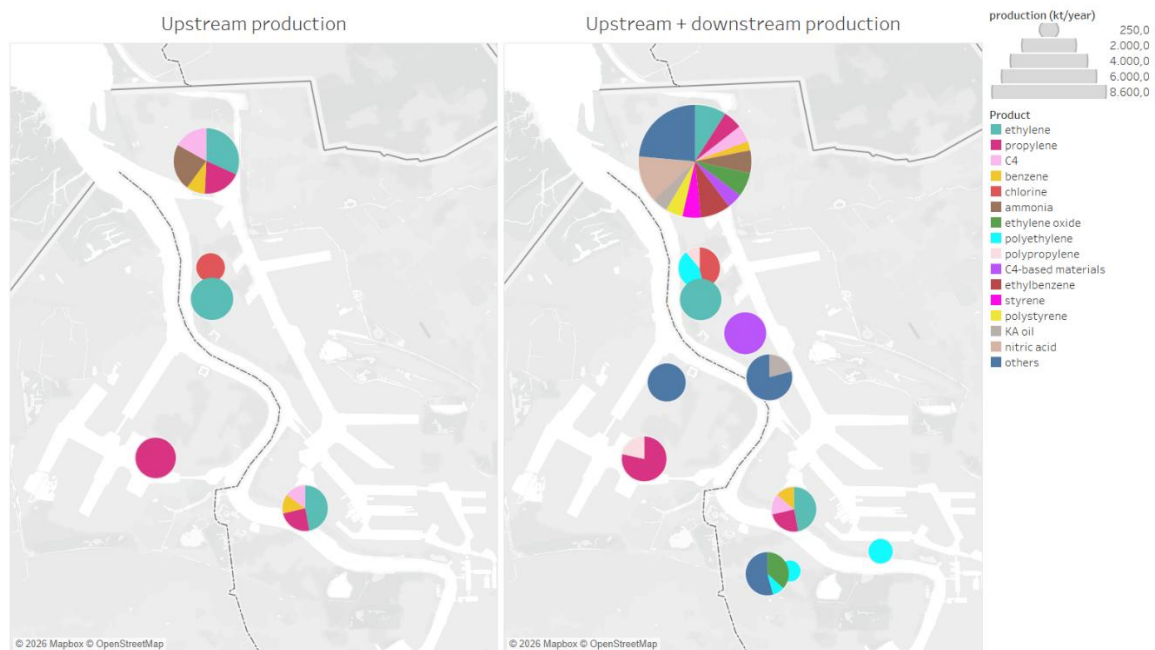 Upstream production
Upstream + downstream production
production (kt/year)
250,0
2.000,0
4.000,0
6.000,0
8.600,0
Product
ethylene
propylene
C4
benzene
chlorine
ammonia
ethylene oxide
polyethylene
polypropylene
C4-based materials
ethylbenzene
styrene
polystyrene
KA oil
nitric acid
others
© 2026 Mapbox © OpenStreetMap
© 2026 Mapbox © OpenStreetMap